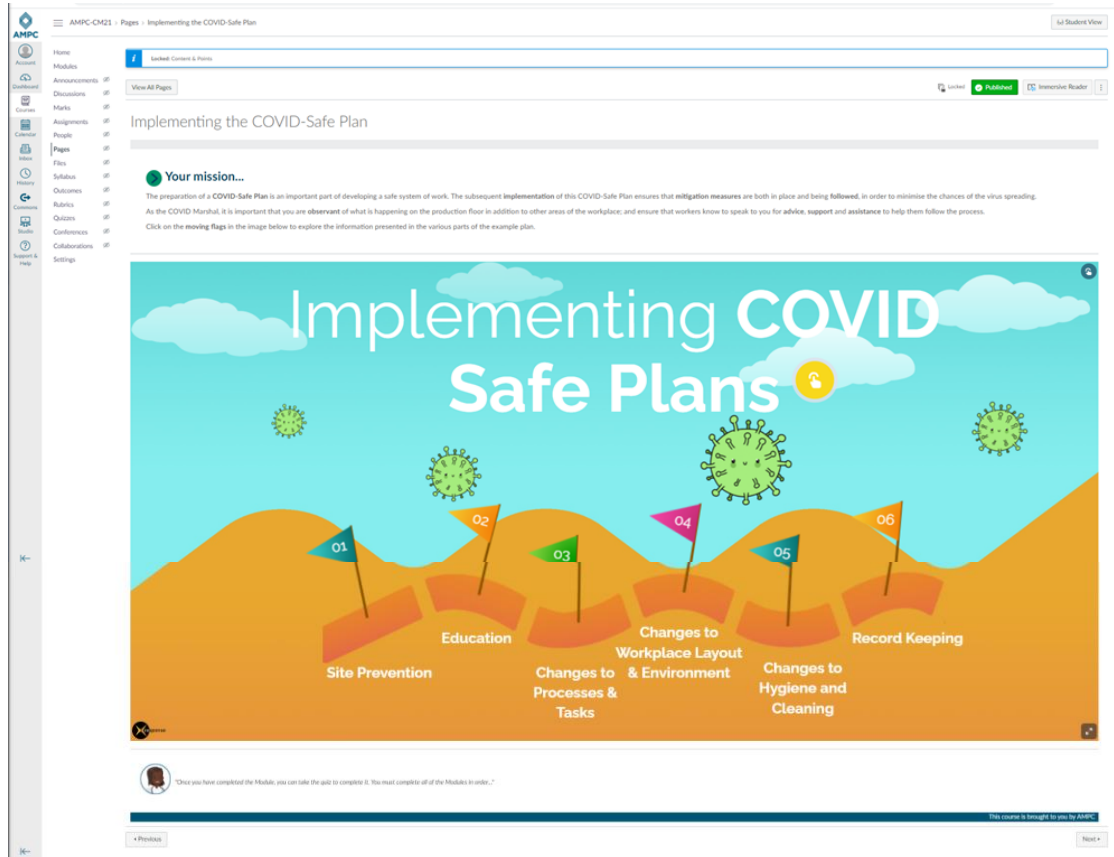 AMPC
AMPC-CM21 › Pages › Implementing the COVID-Safe Plan
Student View
Account
Dashboard
Courses
Calendar
Inbox
History
Commons
Studio
Support &
Help
Home
Modules
Announcements
Discussions
Marks
Assignments
People
Pages
Files
Syllabus
Outcomes
Rubrics
Quizzes
Conferences
Collaborations
Settings
Locked: Content & Points
View All Pages
Locked
Published
Immersive Reader
Implementing the COVID-Safe Plan
Your mission...
The preparation of a COVID-Safe Plan is an important part of developing a safe system of work. The subsequent implementation of this COVID-Safe Plan ensures that mitigation measures are both in place and being followed, in order to minimise the chances of the virus spreading.
As the COVID Marshal, it is important that you are observant of what is happening on the production floor in addition to other areas of the workplace; and ensure that workers know to speak to you for advice, support and assistance to help them follow the process.
Click on the moving flags in the image below to explore the information presented in the various parts of the example plan.
Implementing COVID
Safe Plans
01
02
03
04
05
06
Site Prevention
Education
Changes to
Processes &
Tasks
Changes to
Workplace Layout
& Environment
Changes to
Hygiene and
Cleaning
Record Keeping
"Once you have completed the Module, you can take the quiz to complete it. You must complete all of the Modules in order..."
This course is brought to you by AMPC
Previous
Next